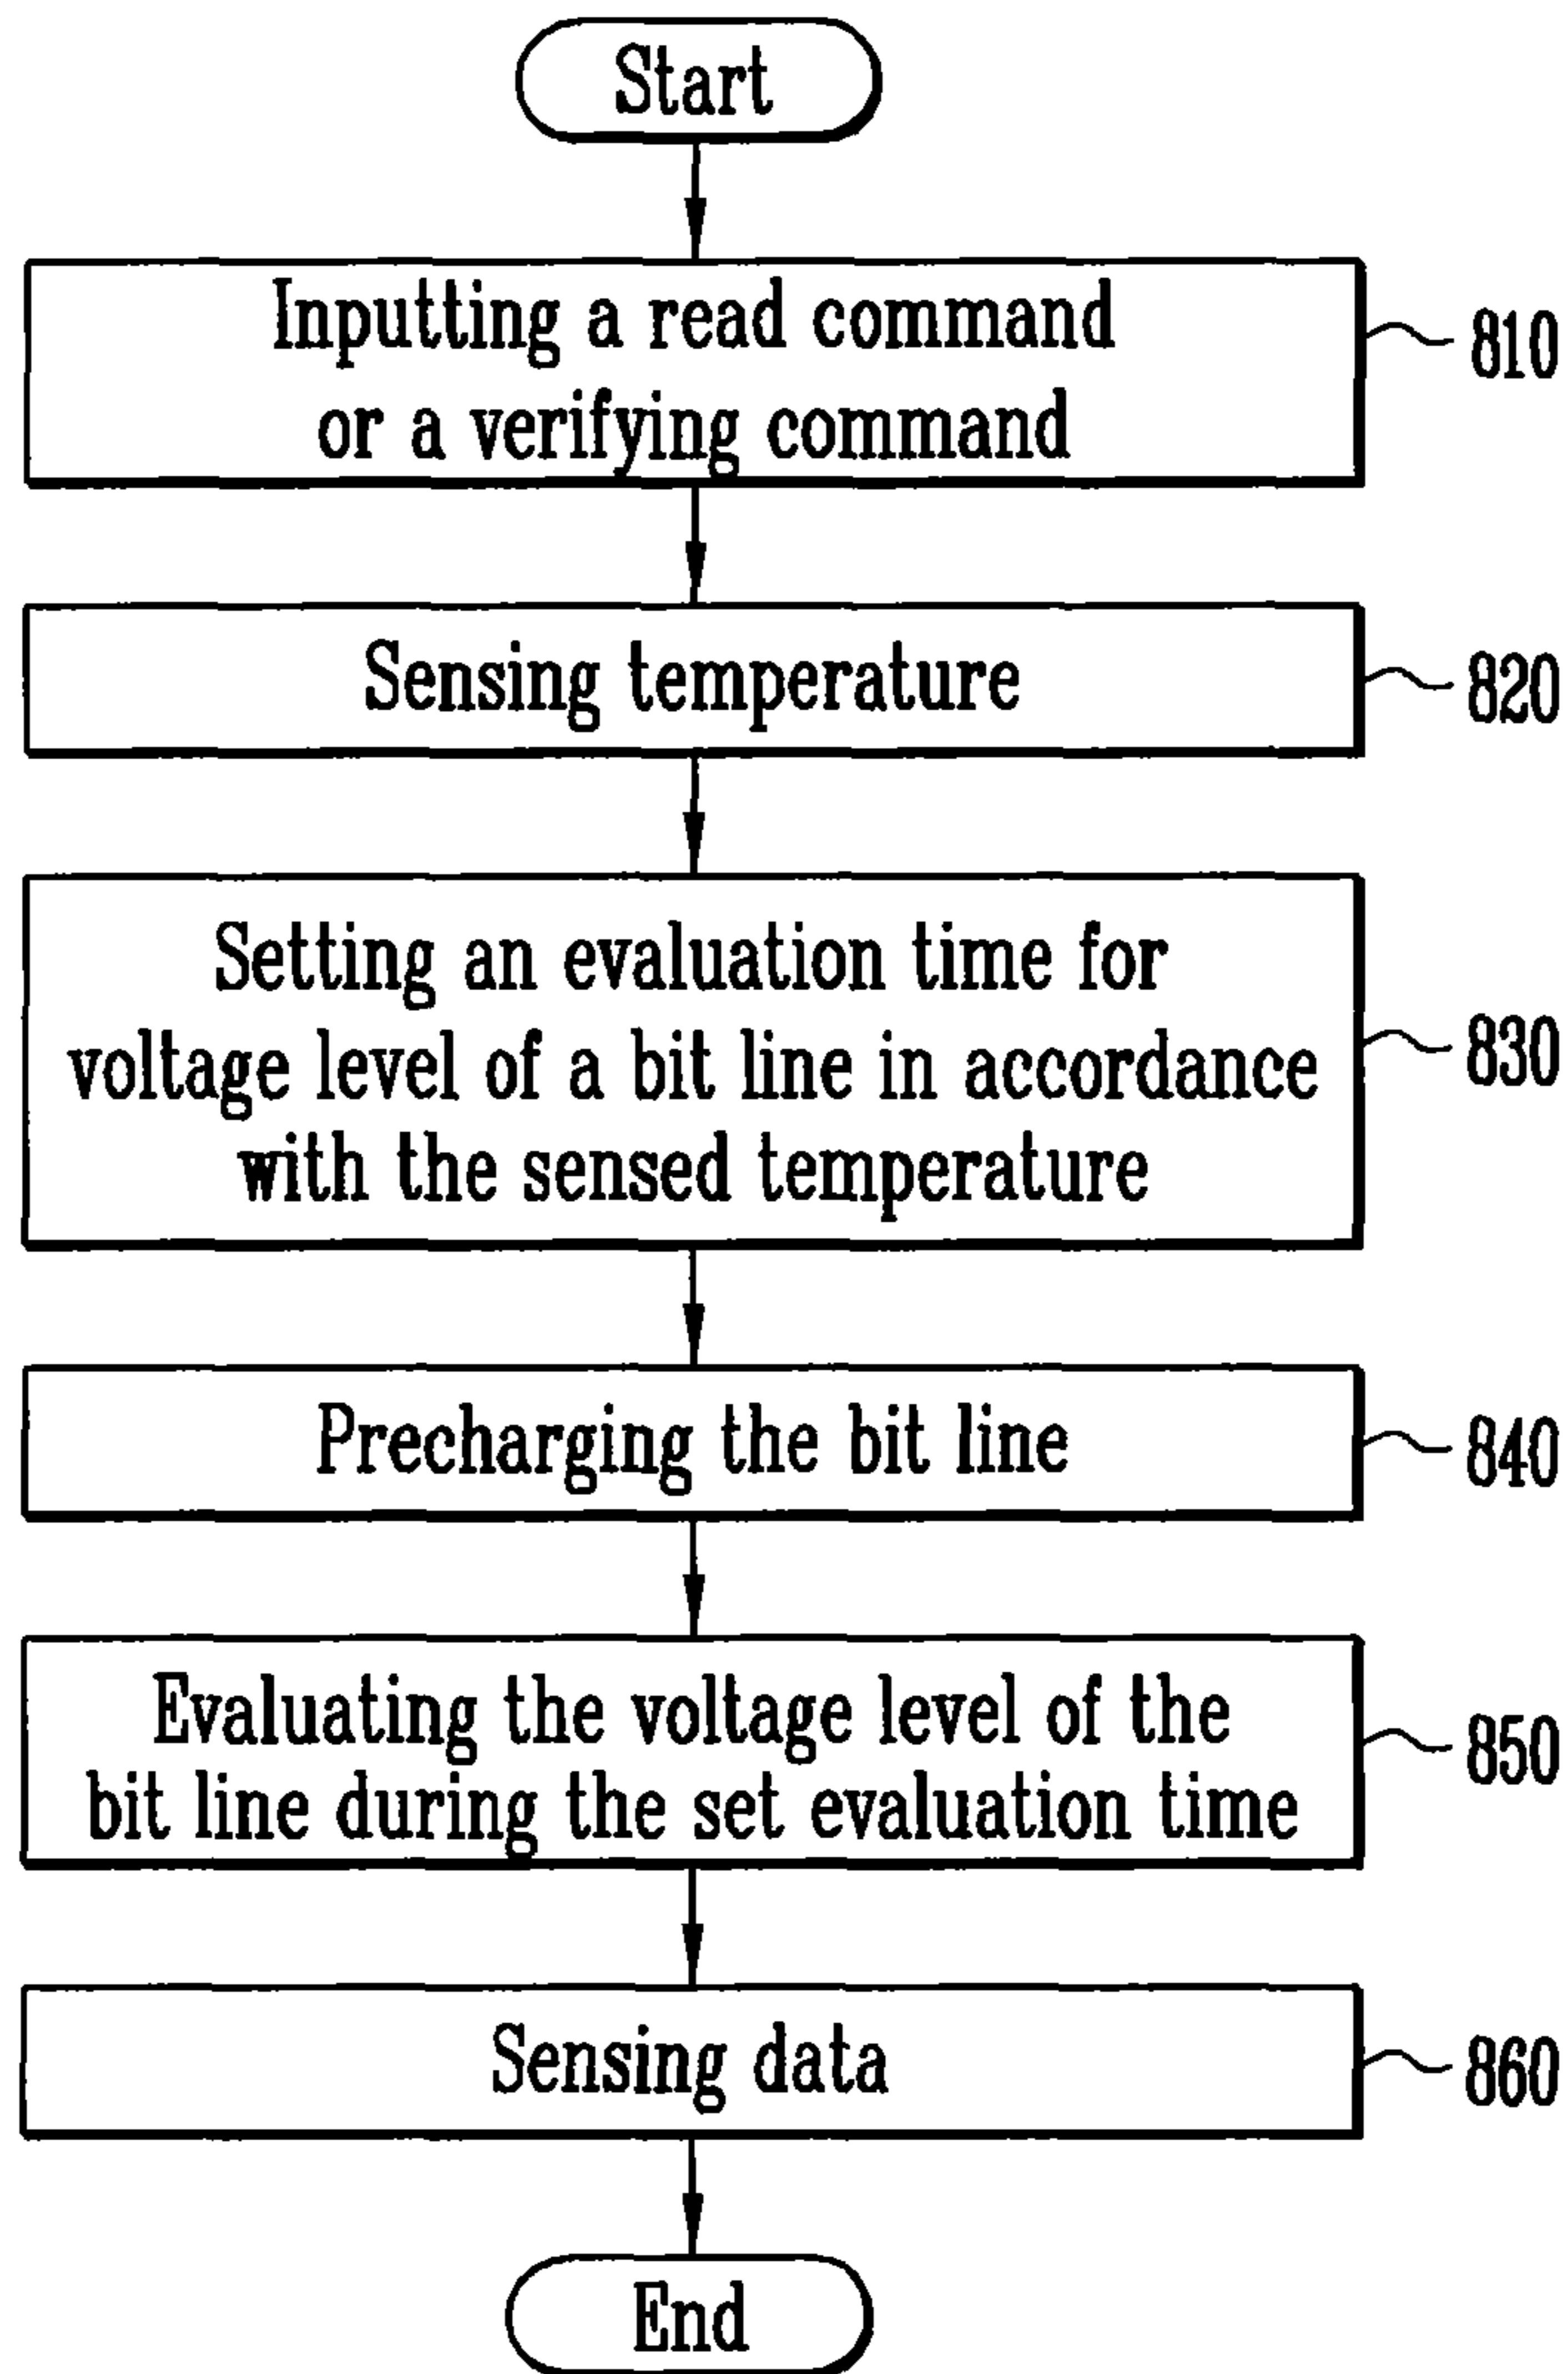 Start
Inputting a read command
or a verifying command
810
Sensing temperature
820
Setting an evaluation time for
voltage level of a bit line in accordance
with the sensed temperature
830
Precharging the bit line
840
Evaluating the voltage level of the
bit line during the set evaluation time
850
Sensing data
860
End